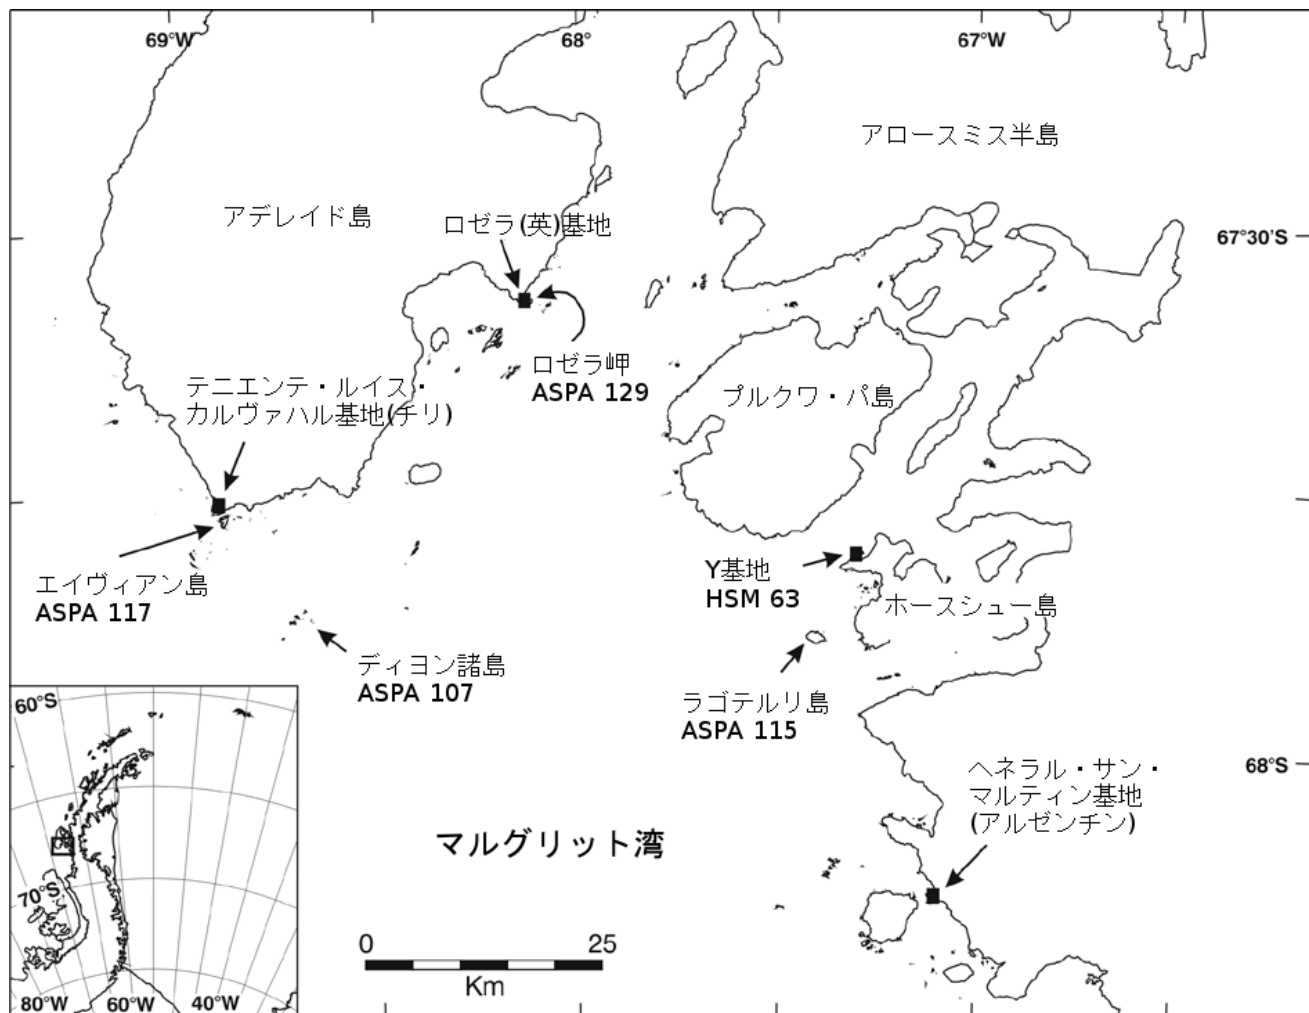 69°W
68°
67°W
アロースミス半島
アデレイド島
ロゼラ(英)基地
67°30'S
ロゼラ岬
ASPA 129
テニエンテ・ルイス・
カルヴァハル基地(チリ)
プルクワ・パ島
エイヴィアン島
ASPA 117
Y基地
HSM 63
ホースシュー島
ディヨン諸島
ASPA 107
ラゴテルリ島
ASPA 115
60°S
68°S
ヘネラル・サン・
マルティン基地
(アルゼンチン)
マルグリット湾
70°S
0 25
Km
80°W 60°W 40°W